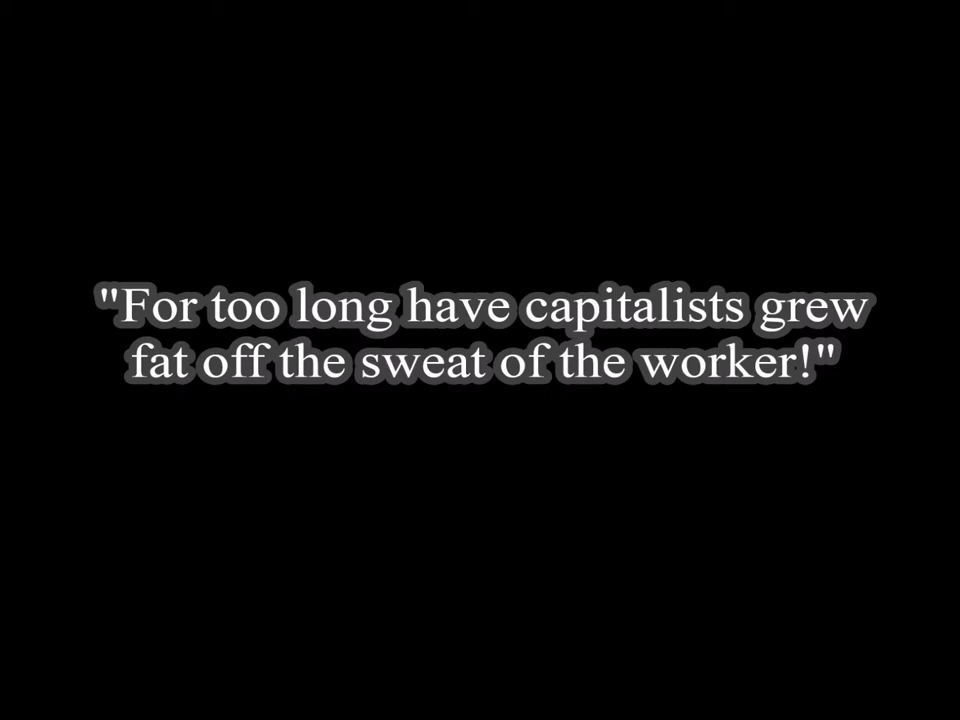 "For too long have capitalists grew
fat off the sweat of the worker!"